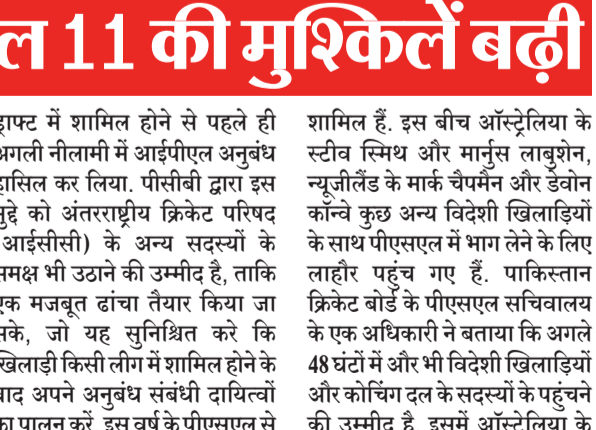 11 की मुश्किलें बढ़ी
में शामिल होने से पहले ही
अगली नीलामी में आईपीएल अनुबंध
हासिल कर लिया. पीसीबी द्वारा इस
मुद्दे को अंतरराष्ट्रीय क्रिकेट परिषद
आईसीसी) के अन्य सदस्यों के
समक्ष भी उठाने की उम्मीद है, ताकि
एक मजबूत ढांचा तैयार किया जा
सके, जो यह सुनिश्चित करे कि
खिलाड़ी किसी लीग में शामिल होने के
बाद अपने अनुबंध संबंधी दायित्वों
का पालन करें. इस वर्ष के पीएसएल से
शामिल हैं. इस बीच ऑस्ट्रेलिया के
स्टीव स्मिथ और मार्नुस लाबुशेन,
न्यूजीलैंड के मार्क चैपमैन और डेवोन
कॉन्वे कुछ अन्य विदेशी खिलाड़ियों
के साथ पीएसएल में भाग लेने के लिए
लाहौर पहुंच गए हैं. पाकिस्तान
क्रिकेट बोर्ड के पीएसएल सचिवालय
के एक अधिकारी ने बताया कि अगले
48 घंटों में और भी विदेशी खिलाड़ियों
और कोचिंग दल के सदस्यों के पहुंचने
की उम्मीद है. इसमें ऑस्ट्रेलिया के